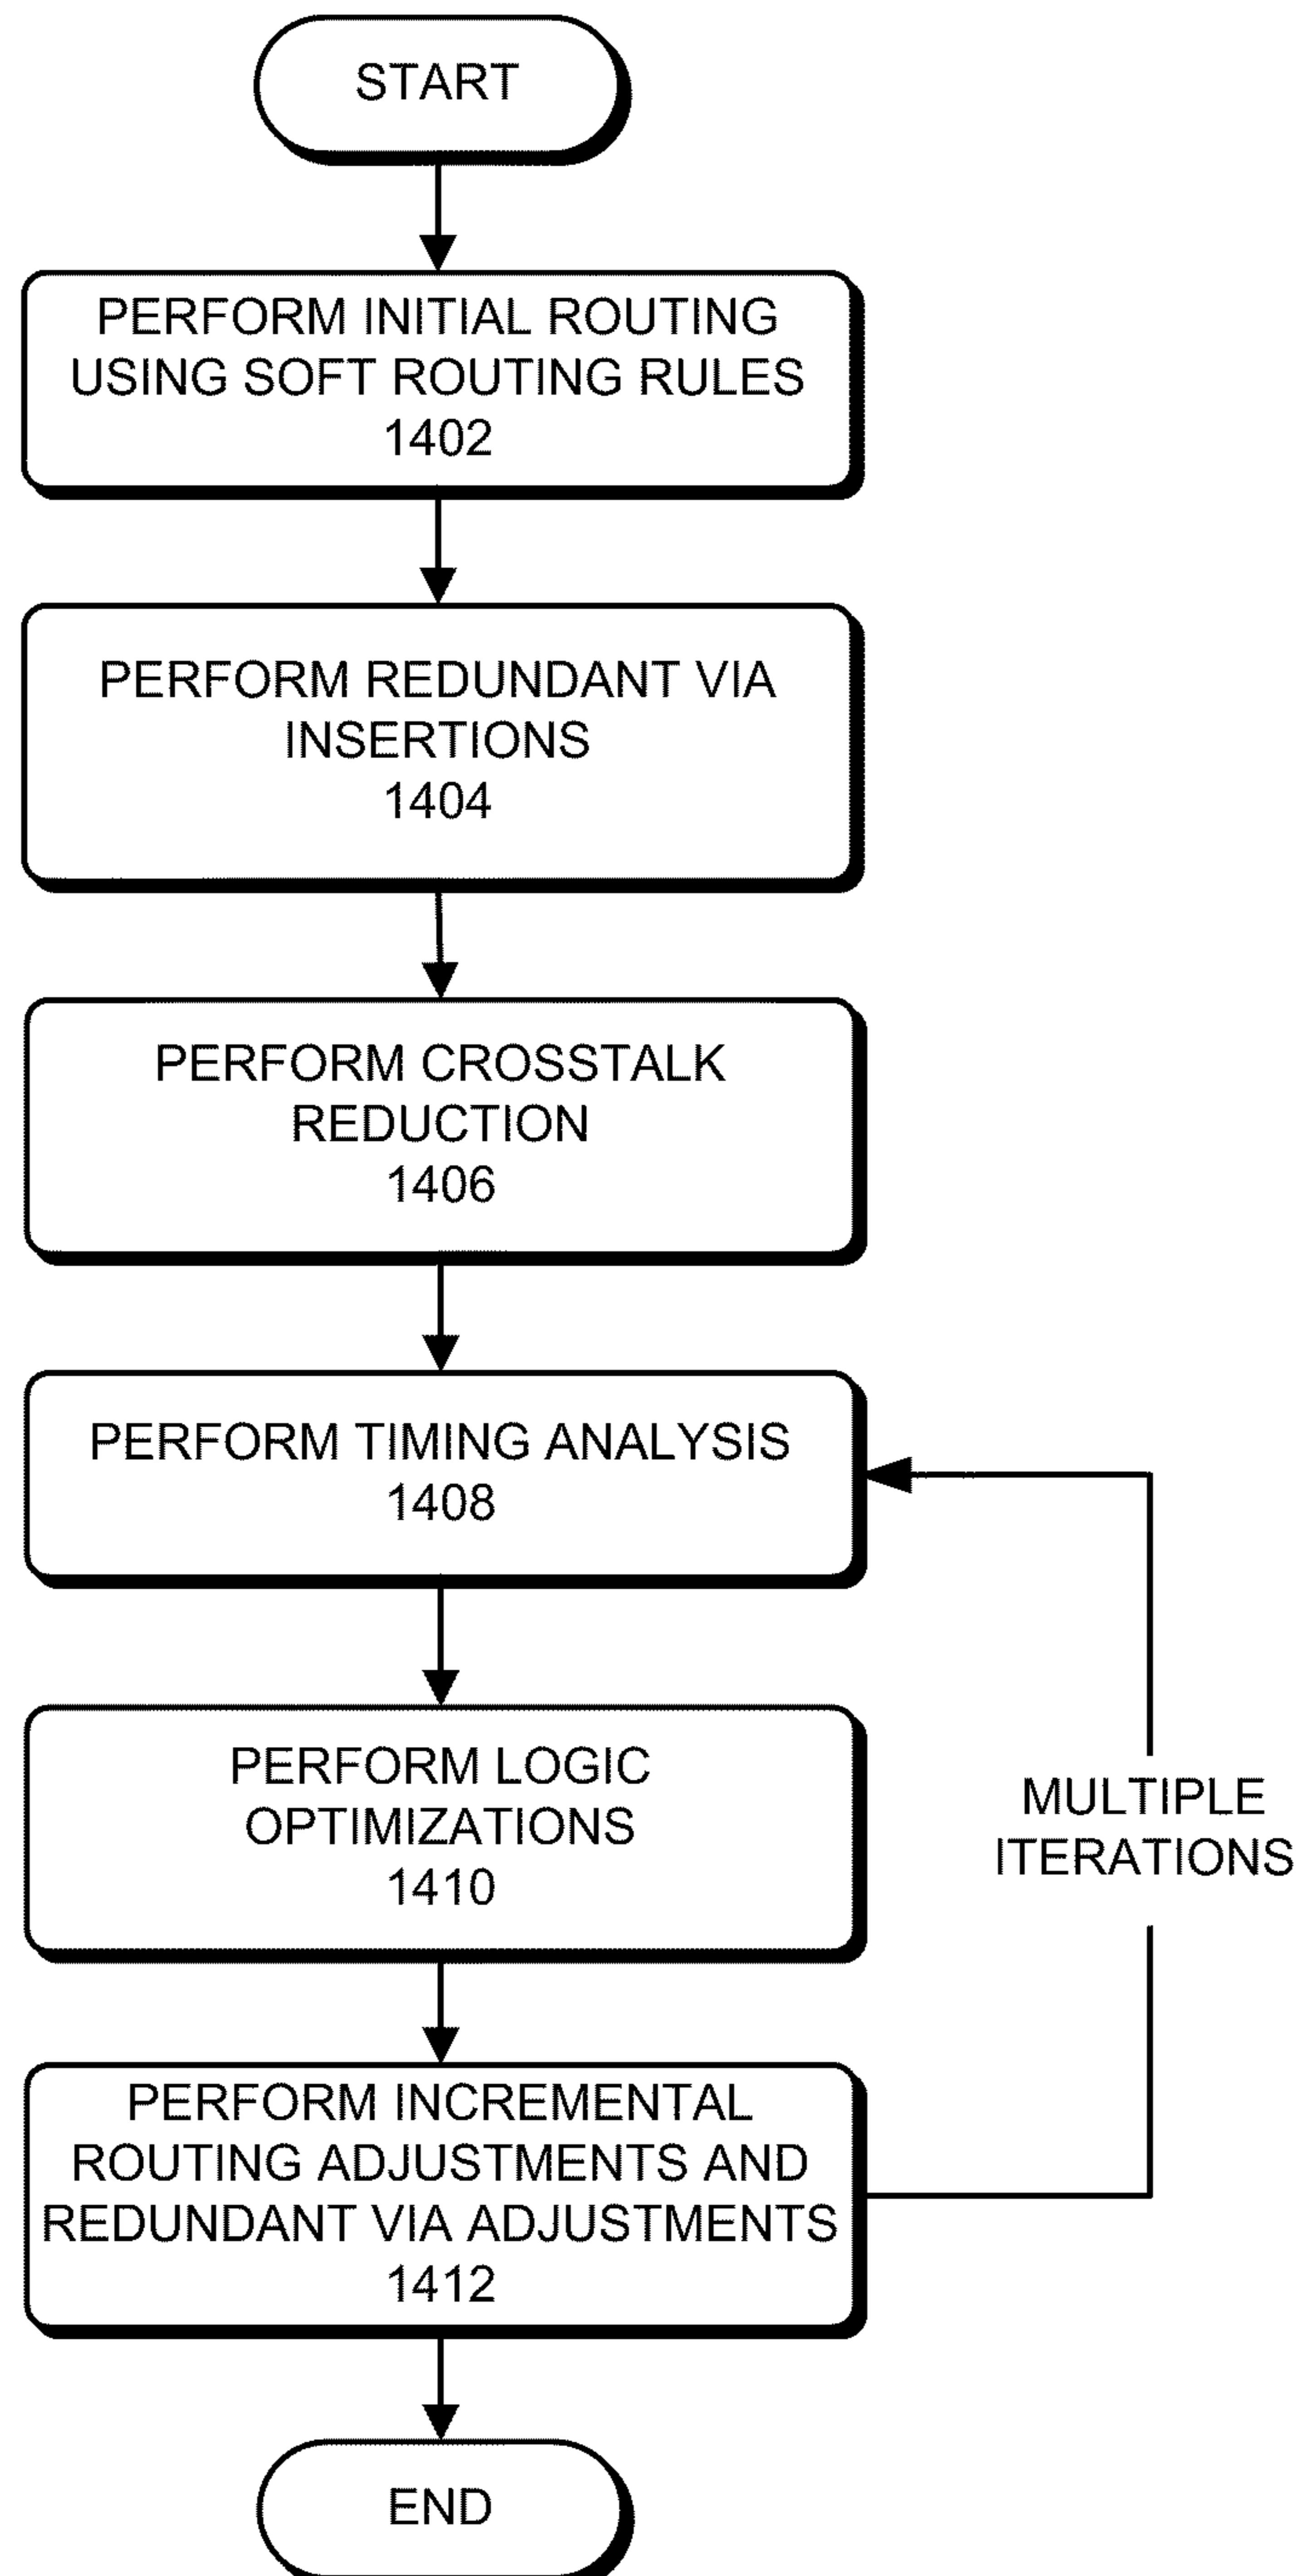 START
PERFORM INITIAL ROUTING
USING SOFT ROUTING RULES
1402
PERFORM REDUNDANT VIA
INSERTIONS
1404
PERFORM CROSSTALK
REDUCTION
1406
PERFORM TIMING ANALYSIS
1408
PERFORM LOGIC
OPTIMIZATIONS
1410
MULTIPLE
ITERATIONS
PERFORM INCREMENTAL
ROUTING ADJUSTMENTS AND
REDUNDANT VIA ADJUSTMENTS
1412
END